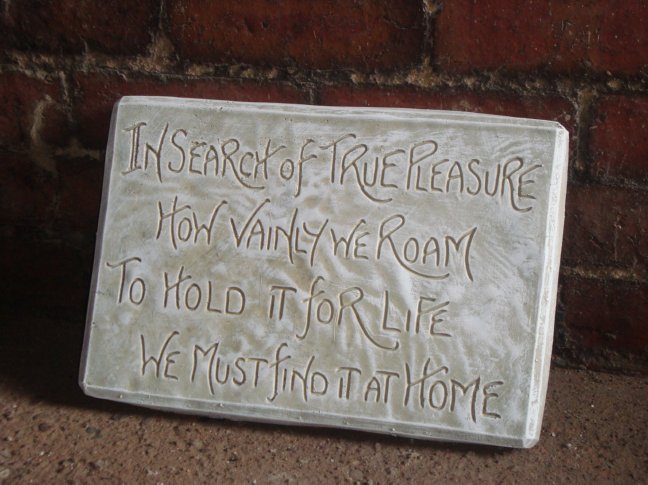 IN SEARCH of TRUE PLEASURE
HOW VAINLY WE ROAM
TO HOLD IT fOR LIFE
WE MUST fIND IT AT HOME